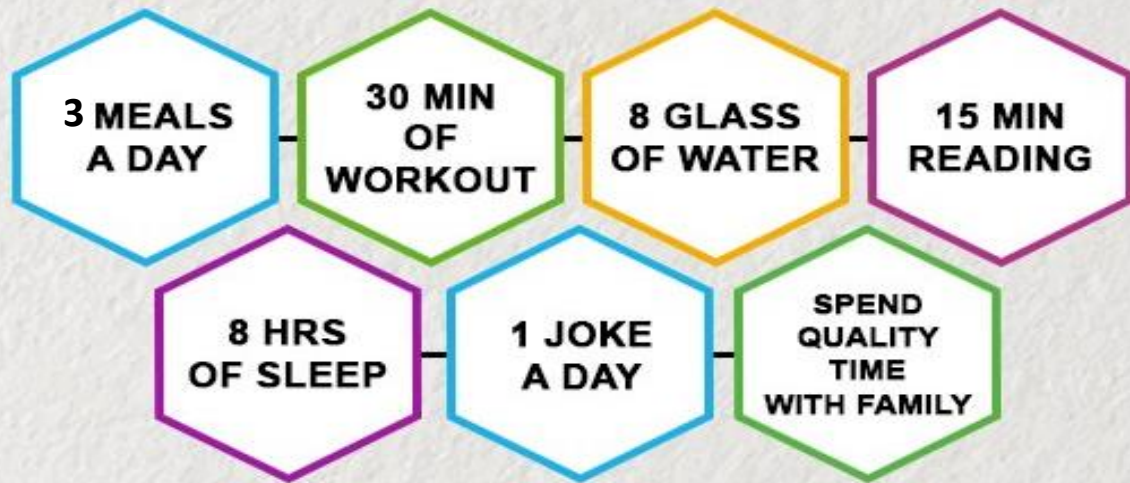 3 MEALS
A DAY
30 MIN
OF
WORKOUT
8 GLASS
OF WATER
15 MIN
READING
8 HRS
OF SLEEP
1 JOKE
A DAY
SPEND
QUALITY
TIME
WITH FAMILY